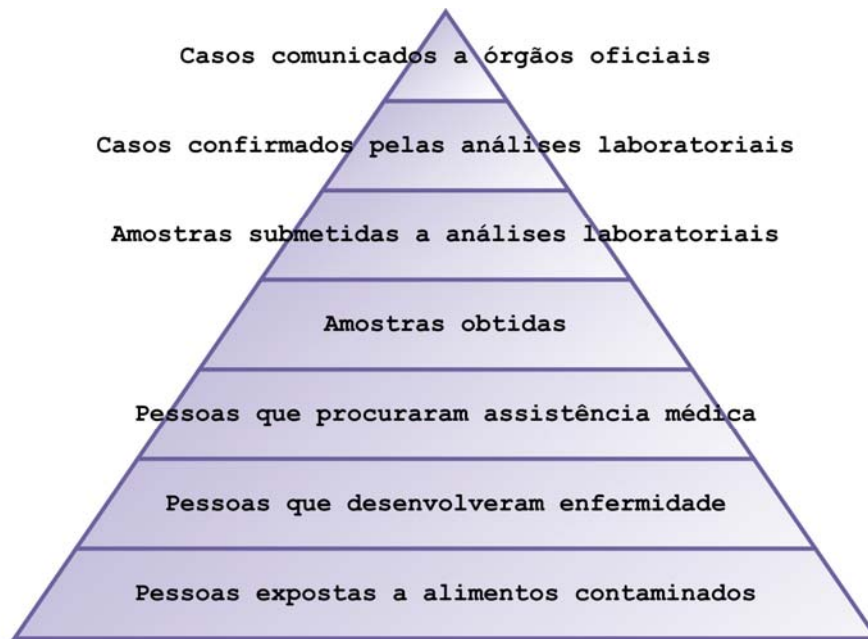 Casos comunicados a órgãos oficiais
Casos confirmados pelas análises laboratoriais
Amostras submetidas a análises laboratoriais
Amostras obtidas
Pessoas que procuraram assistência médica
Pessoas que desenvolveram enfermidade
Pessoas expostas a alimentos contaminados